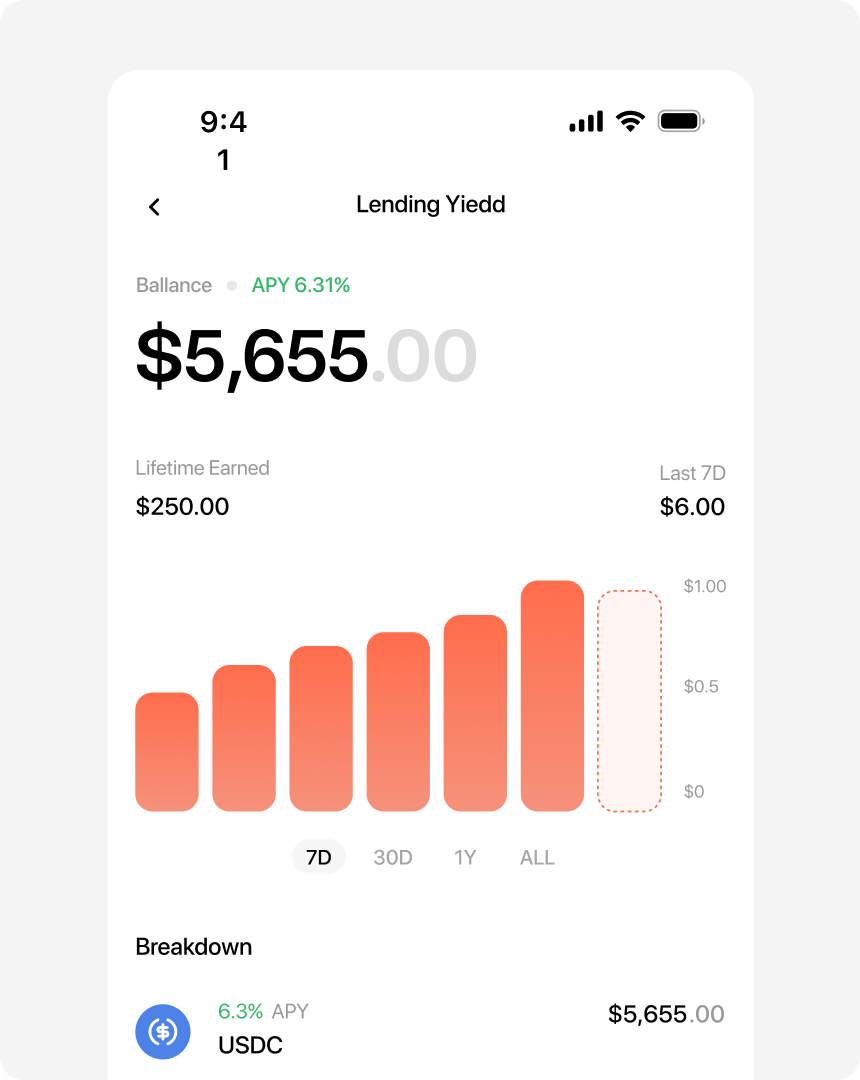 9:4
1
Lending Yiedd
Ballance APY 6.31%
$5,655.00
Lifetime Earned
Last 7D
$250.00
$6.00
$1.00
$0.5
$0
7D 30D 1Y ALL
Breakdown
6.3% APY
$5,655.00
USDC